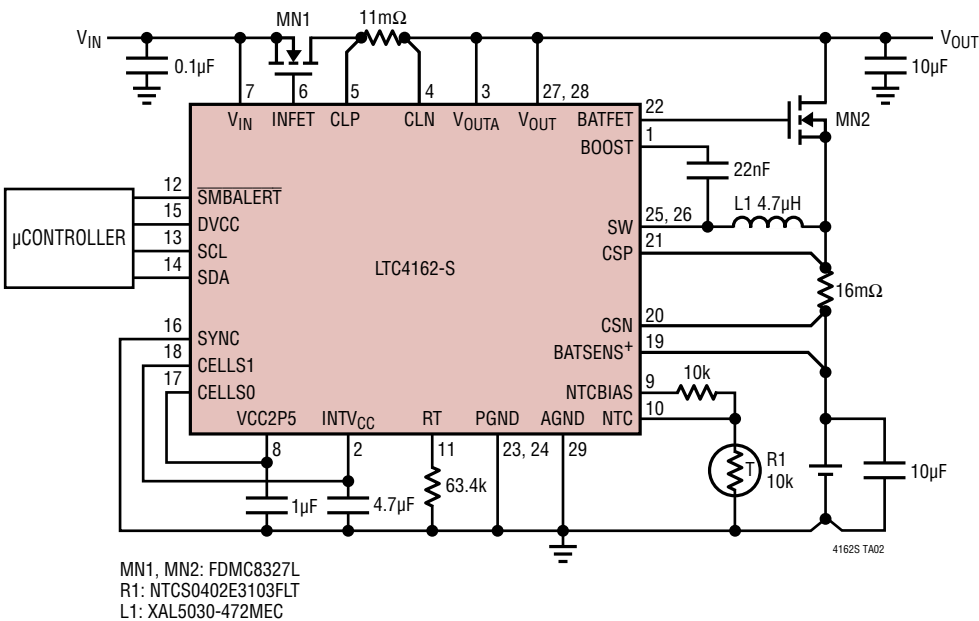 MN1
11mΩ
VIN
VOUT
0.1µF
10µF
7
6
5
4
3
27, 28
VIN
INFET
CLP
CLN
VOUTA
VOUT
BATFET
22
MN2
BOOST
1
22nF
µCONTROLLER
12
SMBALERT
15
DVCC
13
SCL
14
SDA
LTC4162-S
SW
25, 26
L1 4.7µH
CSP
21
16mΩ
CSN
20
BATSENS+
19
16
SYNC
18
CELLS1
17
CELLS0
NTCBIAS
9
10k
NTC
10
VCC2P5
INTVCC
RT
PGND
AGND
8
2
11
23, 24
29
1µF
4.7µF
63.4k
T
R1
10k
10µF
4162S TA02
MN1, MN2: FDMC8327L
R1: NTCS0402E3103FLT
L1: XAL5030-472MEC